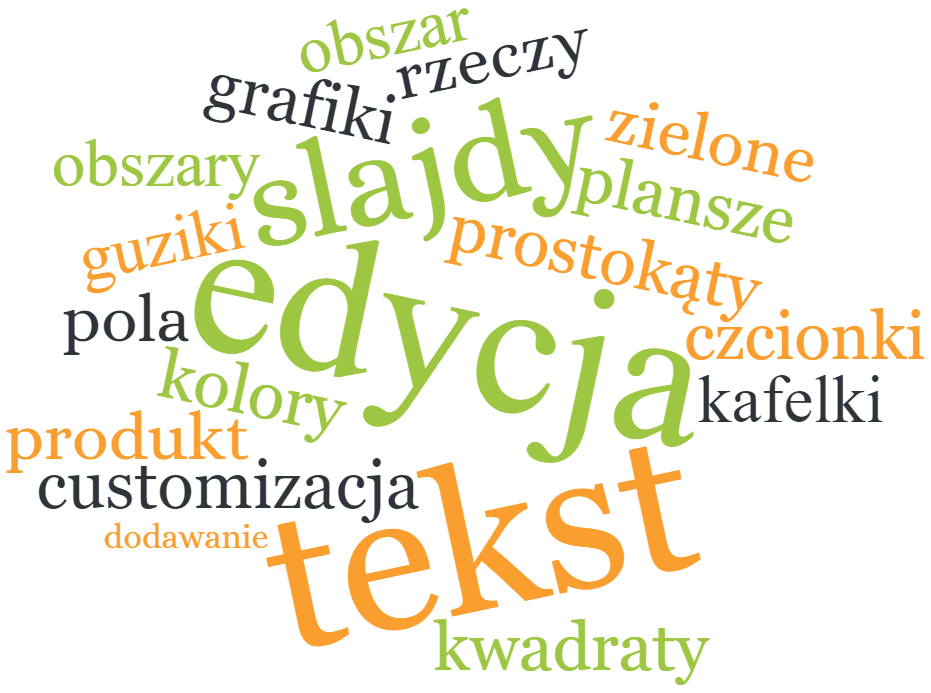 obszar
rzeczy
grafiki
zielone
obszary
slajdy
plansze
guziki
prostokąty
edycja
pola
czcionki
kolory
kafelki
produkt
customizacja
dodawanie
tekst
kwadraty